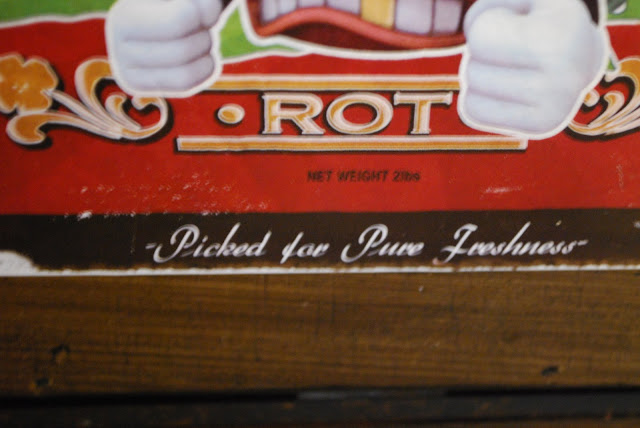 · ROT
NET WEIGHT 2lbs
-Picked for Pure Freshness-